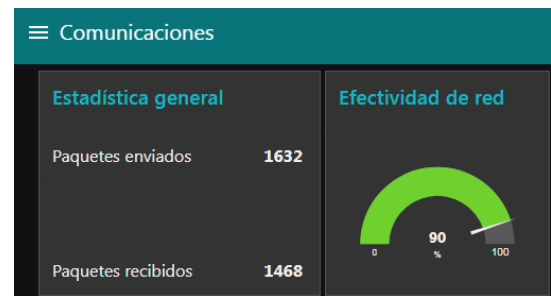 Comunicaciones
Estadística general
Paquetes enviados 1632
Paquetes recibidos 1468
Efectividad de red
90
%
0
100